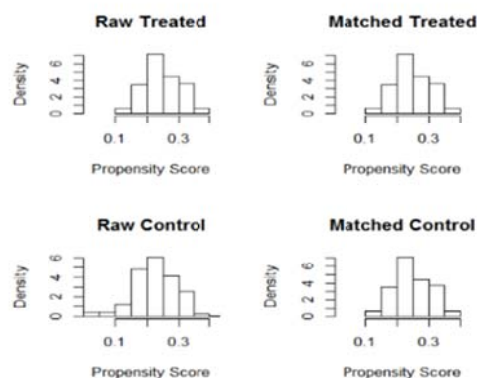 Raw Treated
Density
0 2 4 6
0.1 0.3
Propensity Score
Matched Treated
Density
0 2 4 6
0.1 0.3
Propensity Score
Raw Control
Density
0 2 4 6
0.1 0.3
Propensity Score
Matched Control
Density
0 2 4 6
0.1 0.3
Propensity Score